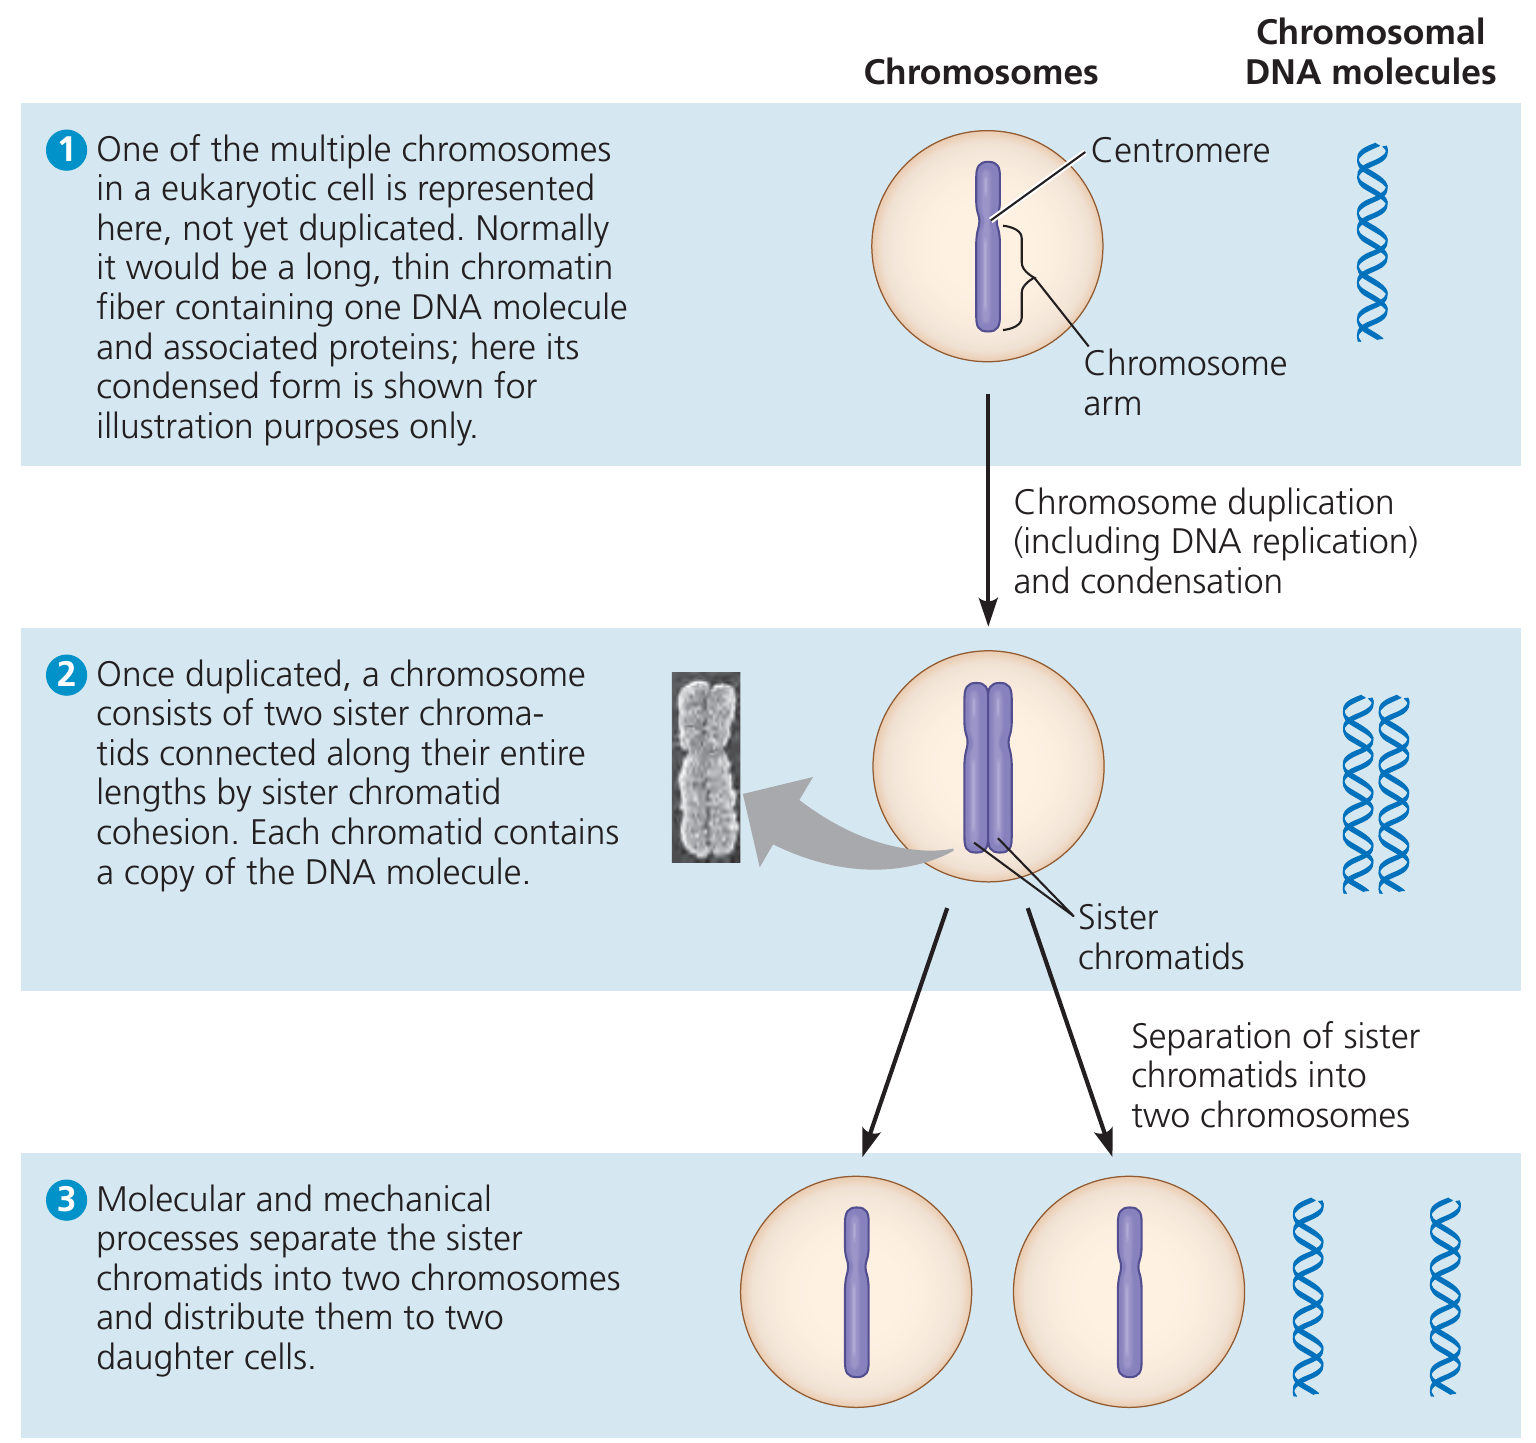 Chromosomes
Chromosomal
DNA molecules
1 One of the multiple chromosomes
in a eukaryotic cell is represented
here, not yet duplicated. Normally
it would be a long, thin chromatin
fiber containing one DNA molecule
and associated proteins; here its
condensed form is shown for
illustration purposes only.
Centromere
Chromosome
arm
Chromosome duplication
(including DNA replication)
and condensation
2 Once duplicated, a chromosome
consists of two sister chroma-
tids connected along their entire
lengths by sister chromatid
cohesion. Each chromatid contains
a copy of the DNA molecule.
Sister
chromatids
Separation of sister
chromatids into
two chromosomes
3 Molecular and mechanical
processes separate the sister
chromatids into two chromosomes
and distribute them to two
daughter cells.